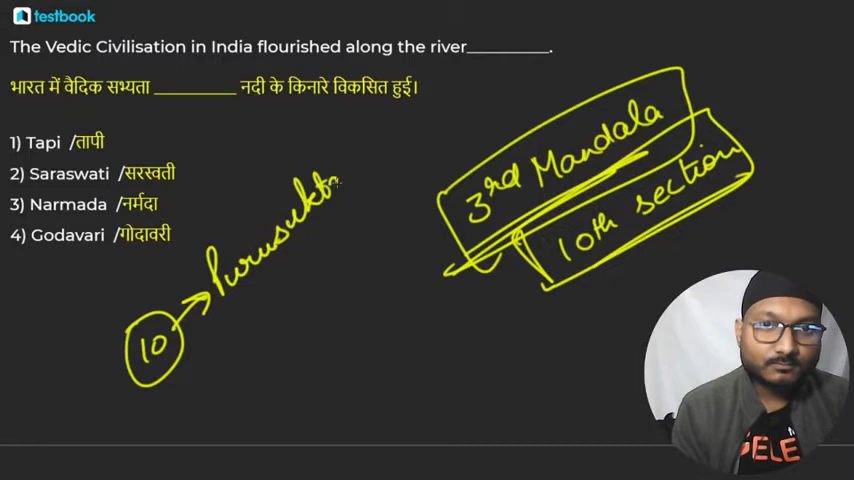 testbook
The Vedic Civilisation in India flourished along the river__________.
भारत में वैदिक सभ्यता __________ नदी के किनारे विकसित हुई।
1) Tapi /तापी
2) Saraswati /सरस्वती
3) Narmada /नर्मदा
4) Godavari /गोदावरी
3rd Mandala
10th section
10 → Purusukta
ELE